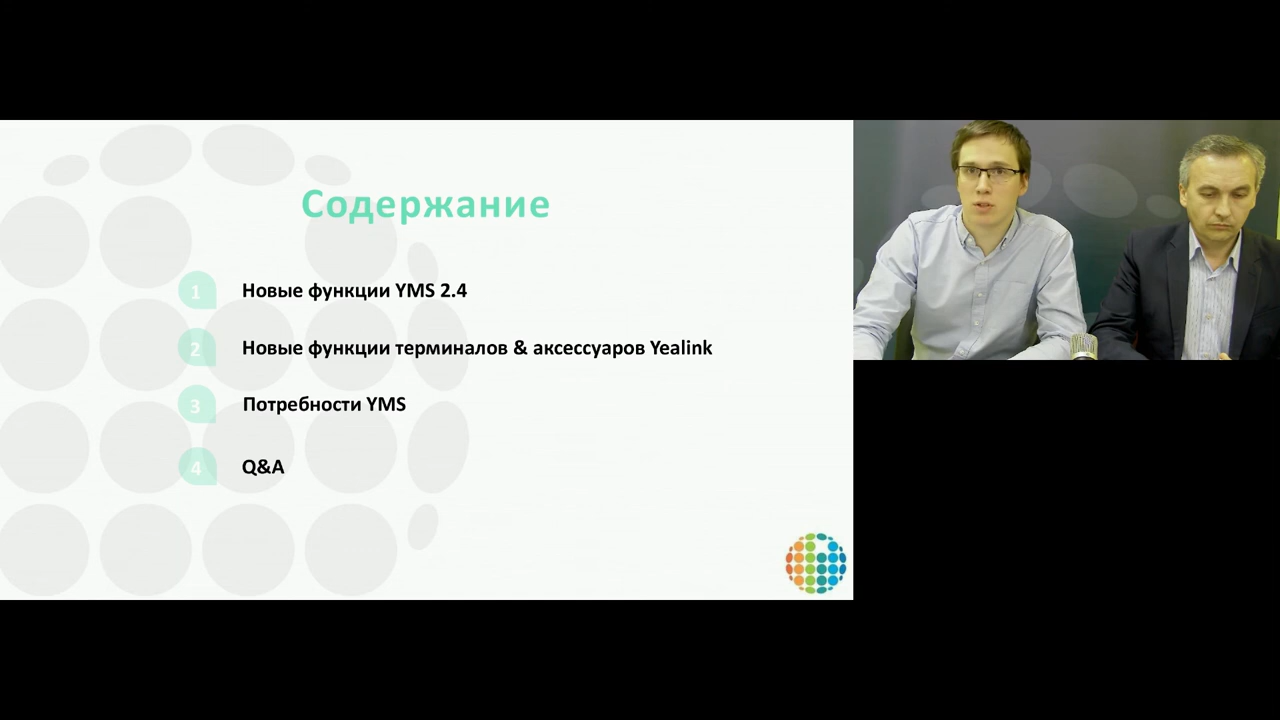 Содержание
1 Новые функции YMS 2.4
2 Новые функции терминалов & аксессуаров Yealink
3 Потребности YMS
4 Q&A